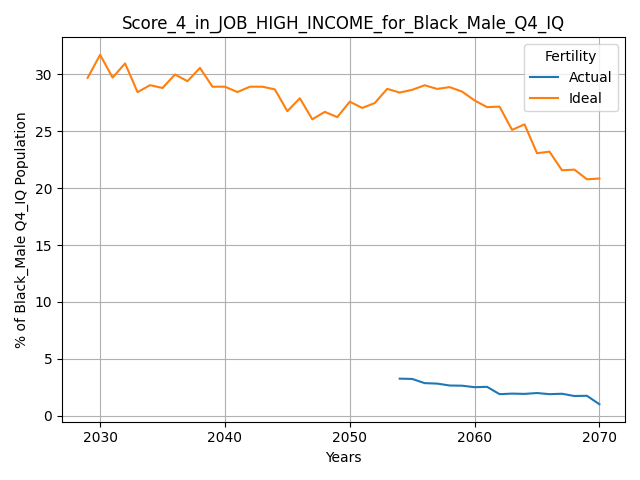 Score_4_in_JOB_HIGH_INCOME_for_Black_Male_Q4_IQ
Fertility
Actual
Ideal
% of Black_Male Q4_IQ Population
30
25
20
15
10
5
0
2030
2040
2050
2060
2070
Years